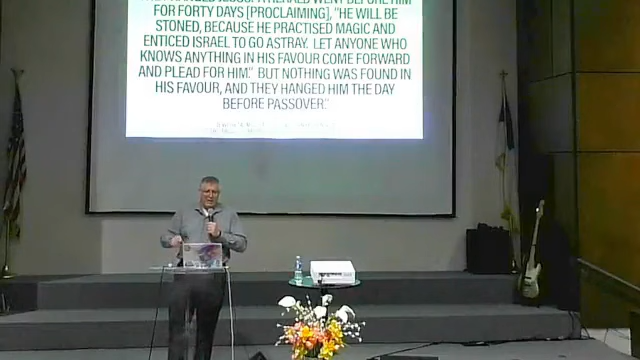 FOR FORTY DAYS [PROCLAIMING], "HE WILL BE
STONED, BECAUSE HE PRACTISED MAGIC AND
ENTICED ISRAEL TO GO ASTRAY. LET ANYONE WHO
KNOWS ANYTHING IN HIS FAVOUR COME FORWARD
AND PLEAD FOR HIM." BUT NOTHING WAS FOUND IN
HIS FAVOUR, AND THEY HANGED HIM THE DAY
BEFORE PASSOVER."